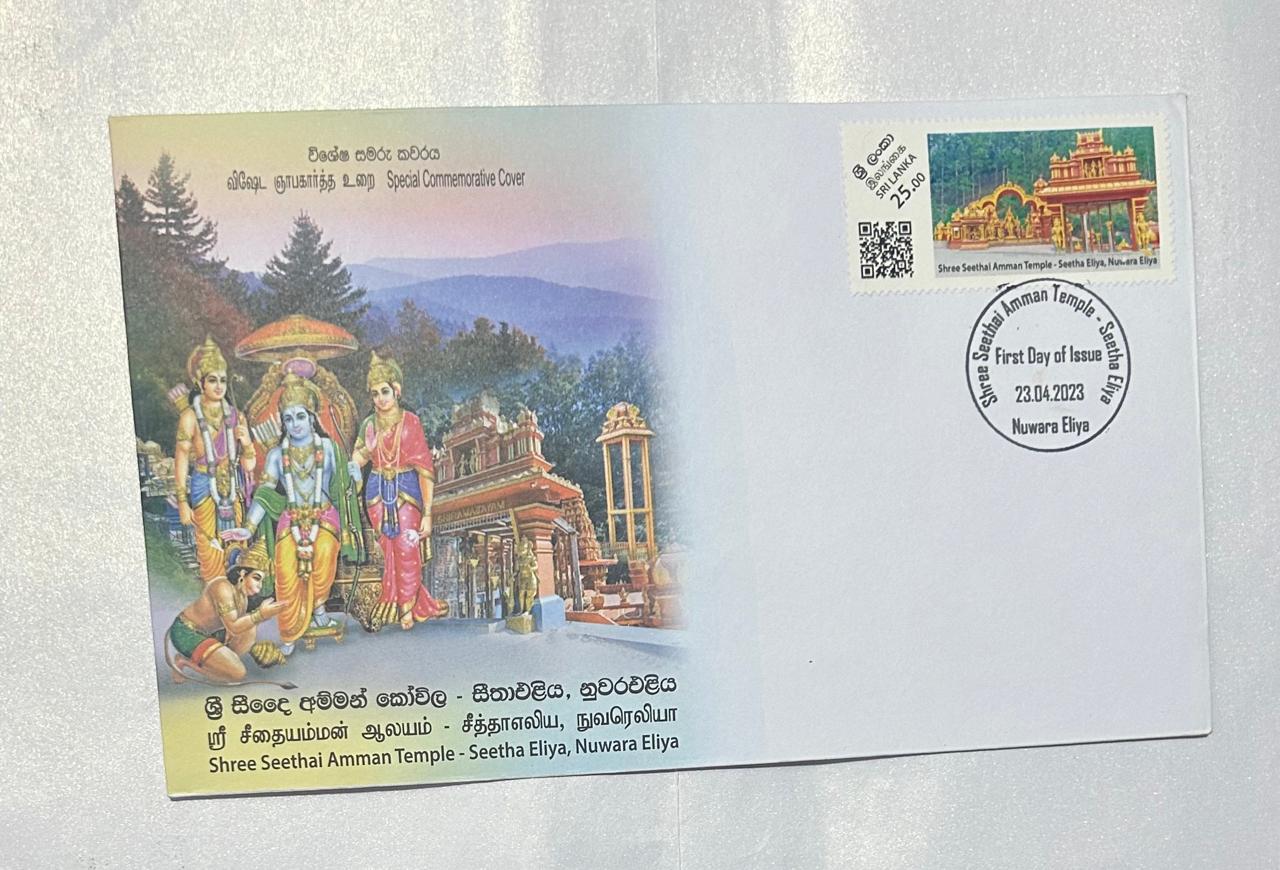 විශේෂ සමරු කවරය
விஷேட ஞாபகார்த்த உறை Special Commemorative Cover
ශ්‍රී ලංකා
இலங்கை
SRI LANKA
25.00
Shree Seethai Amman Temple - Seetha Eliya, Nuwara Eliya
Shree Seethai Amman Temple - Seetha Eliya
First Day of Issue
23.04.2023
Nuwara Eliya
ශ්‍රී සීතෛ අම්මන් කෝවිල - සීතාඑළිය, නුවරඑළිය
ஸ்ரீ சீதையம்மன் ஆலயம் - சீத்தாஎலிய, நுவரெலியா
Shree Seethai Amman Temple - Seetha Eliya, Nuwara Eliya